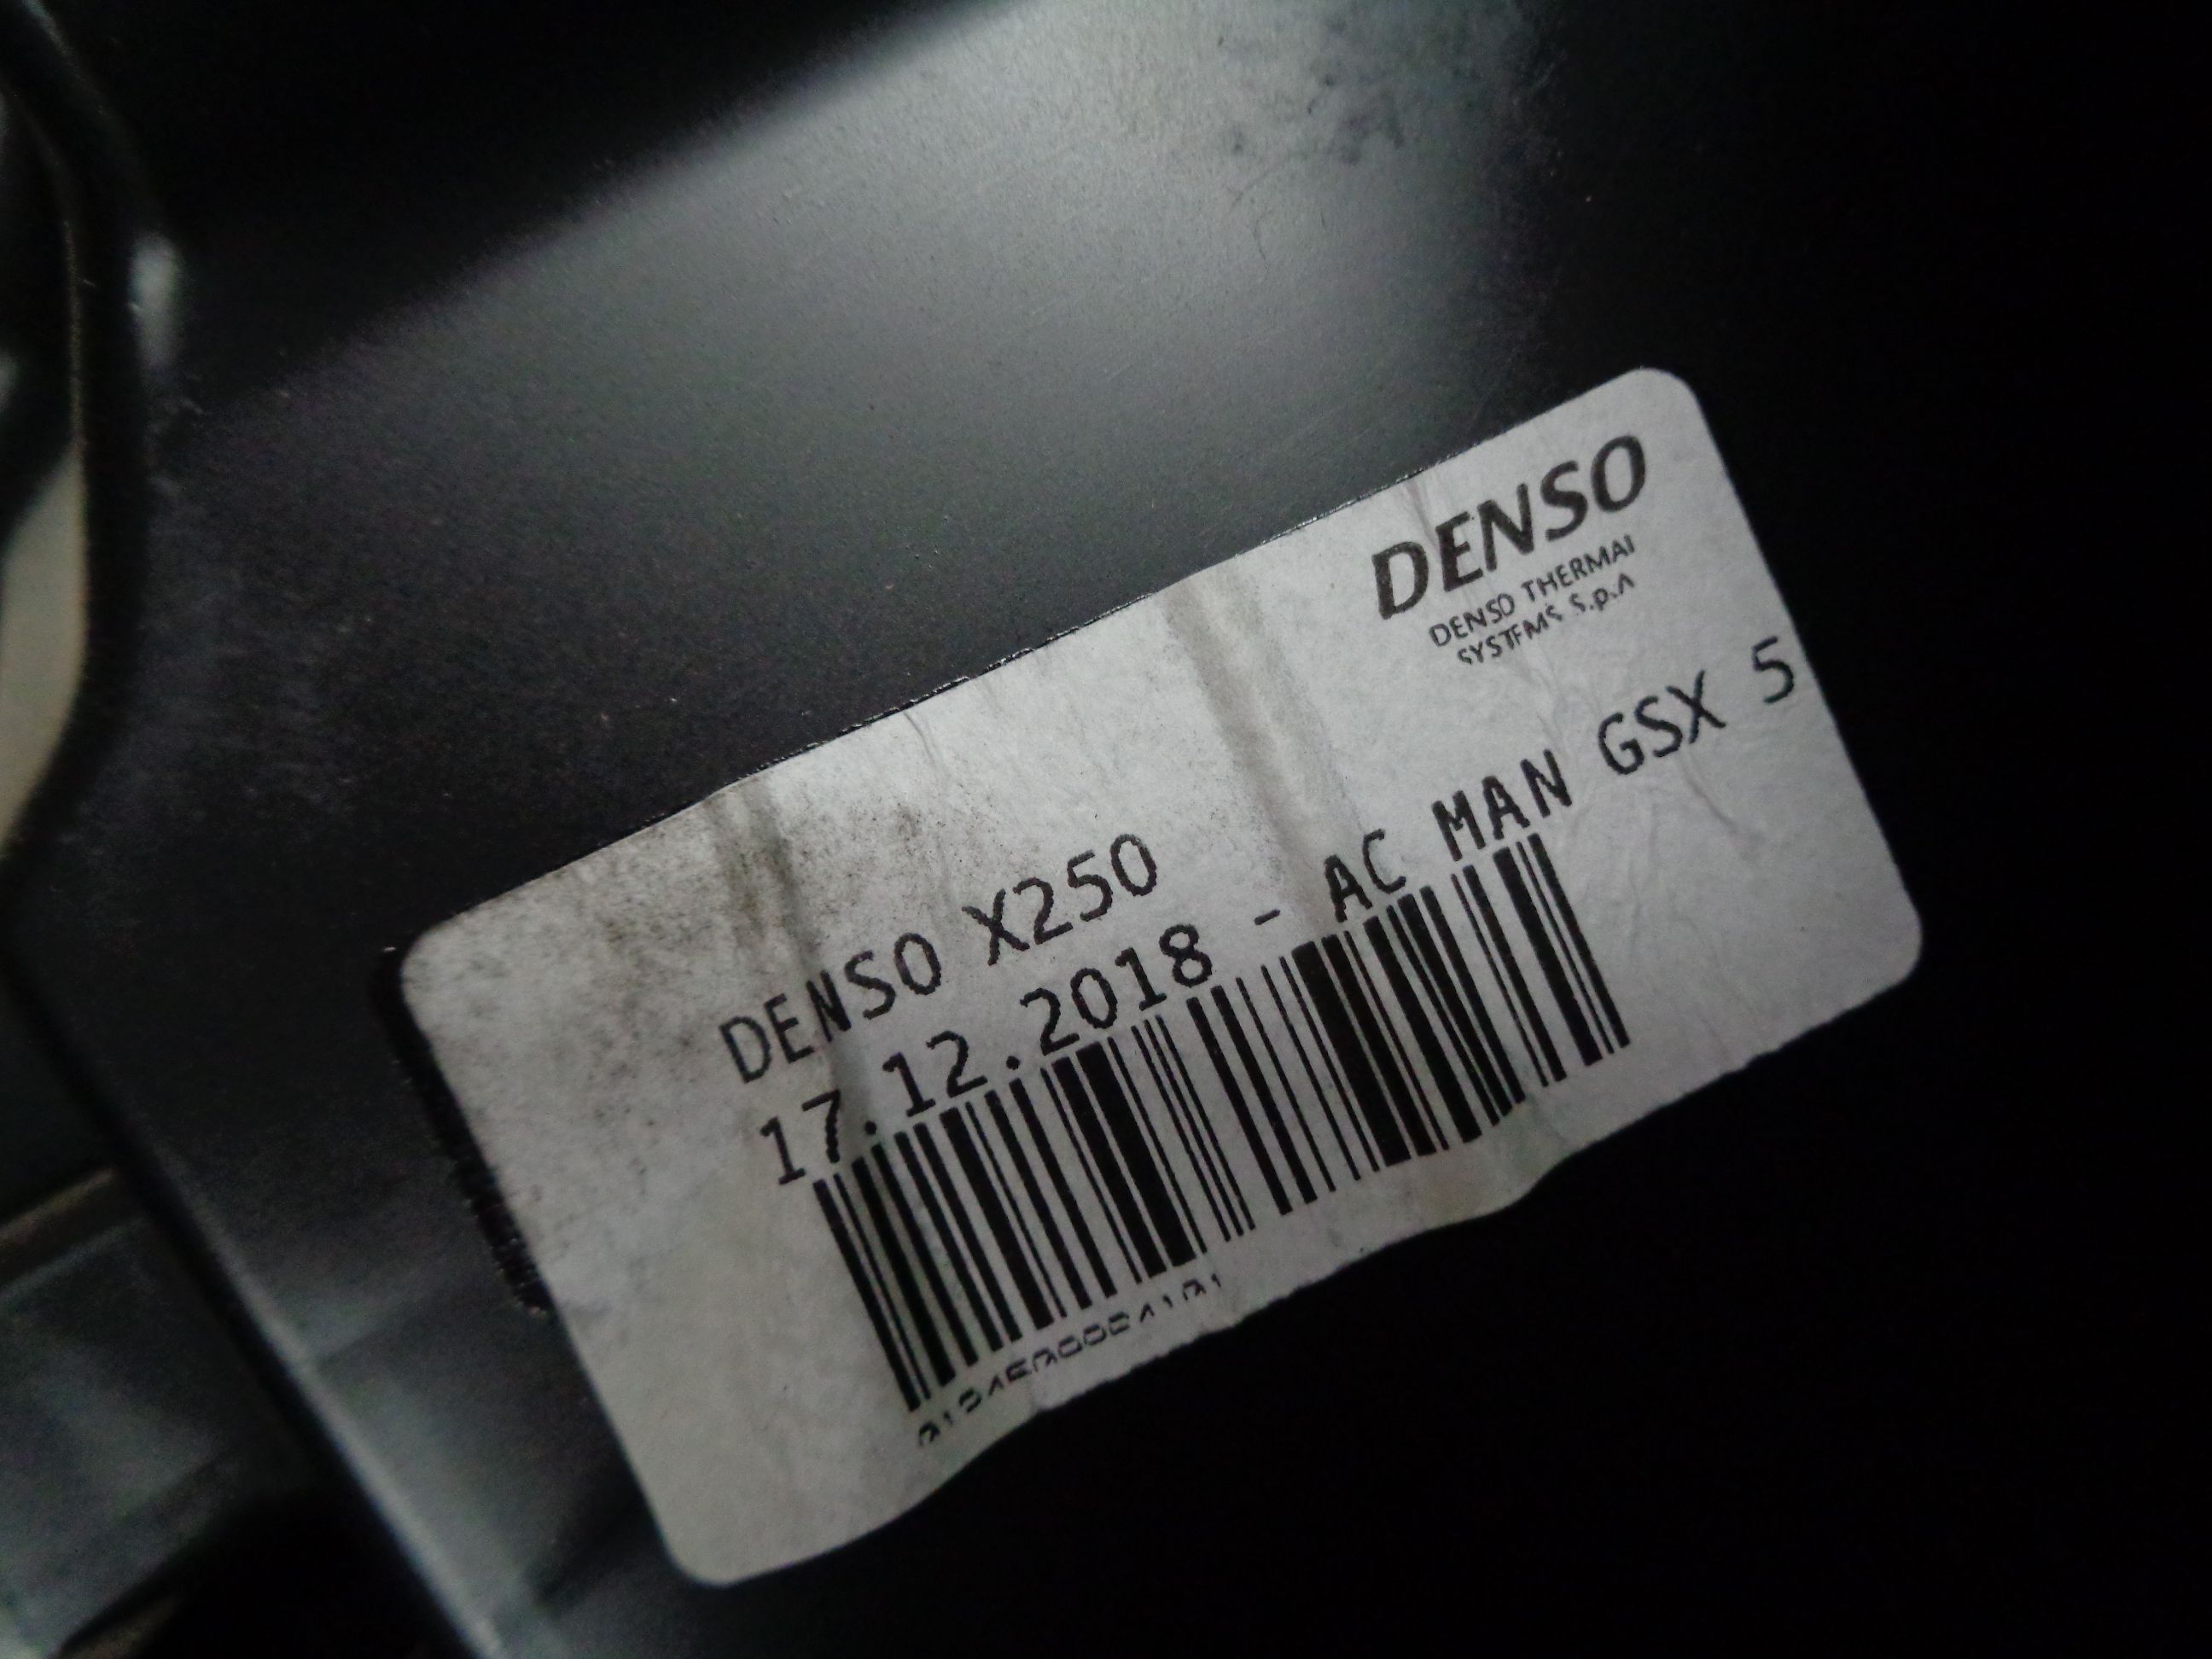 DENSO
DENSO THERMAL
SYSTEMS S.p.A
DENSO X250
17.12.2018 - AC MAN GSX 5